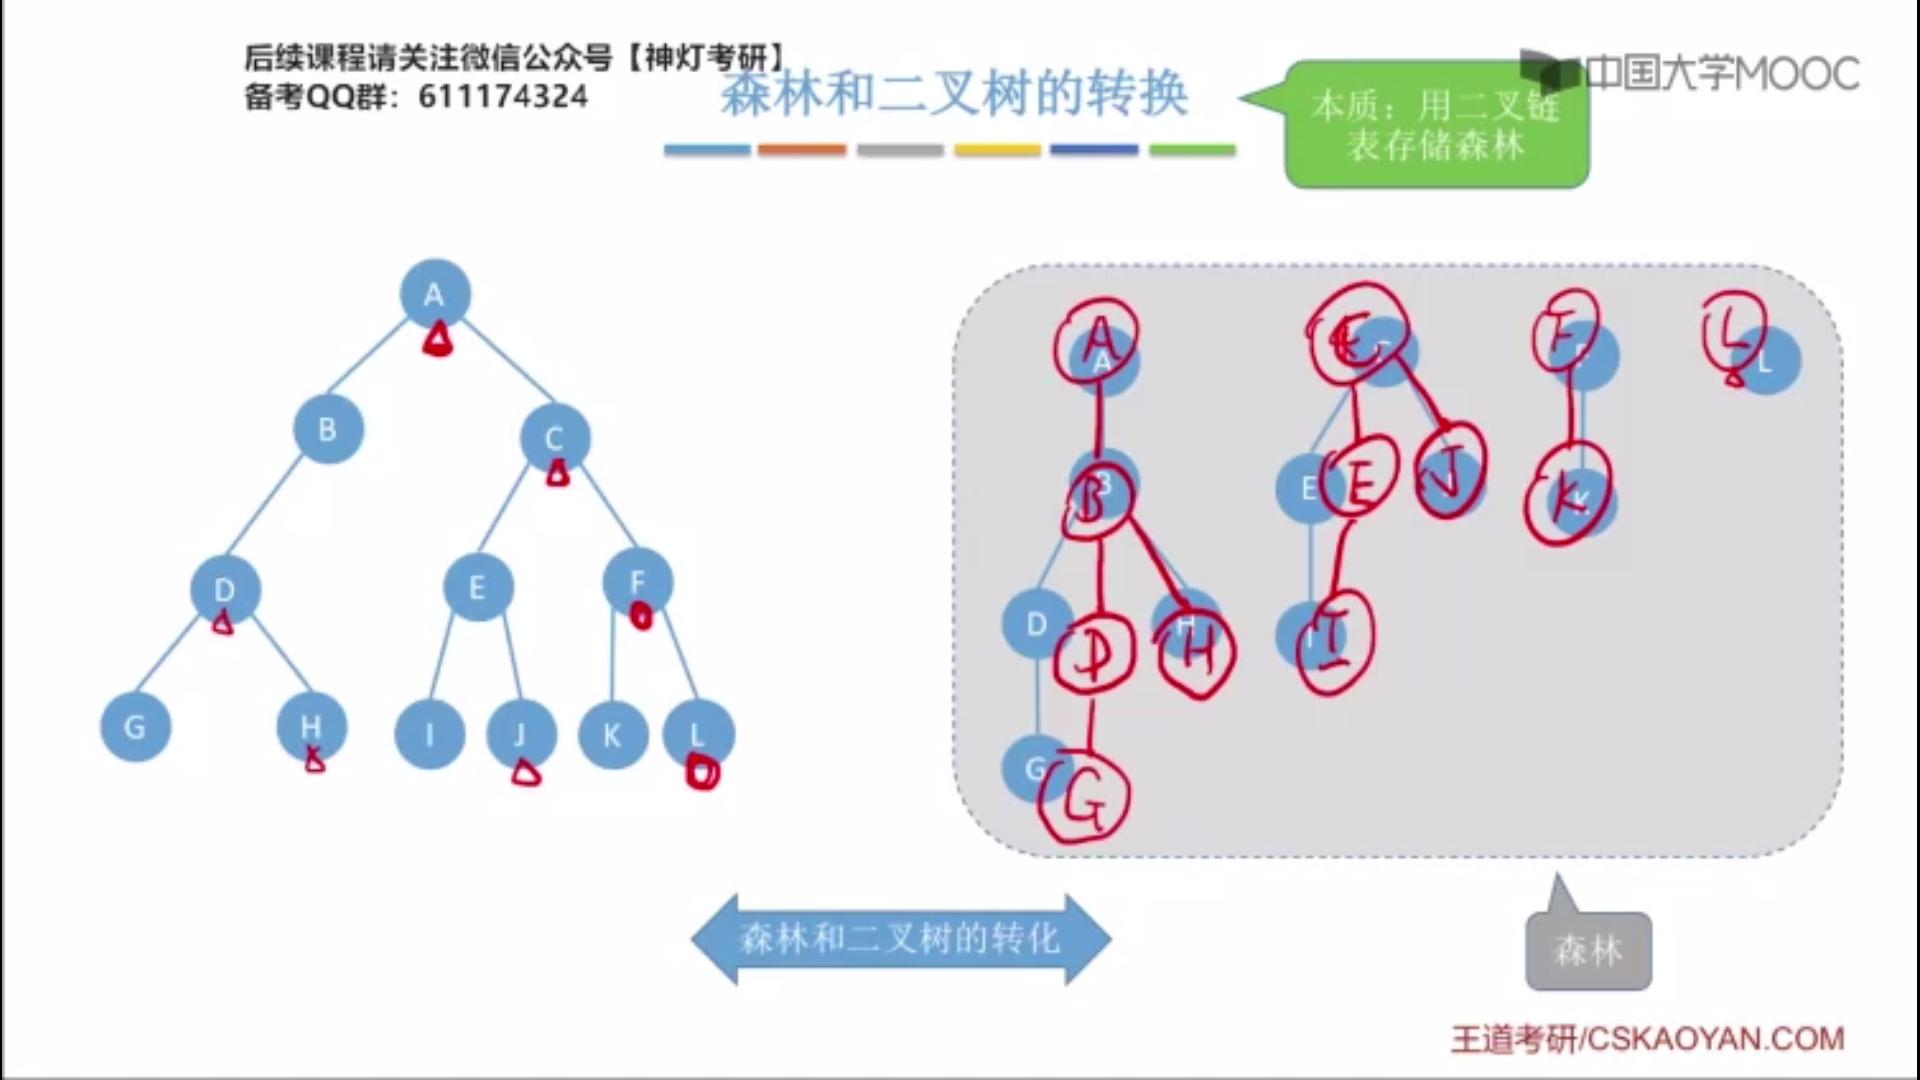 后续课程请关注微信公众号【神灯考研】
备考QQ群：611174324
森林和二叉树的转换
本质：用二叉链
表存储森林
中国大学MOOC
A
B
C
D
E
F
G
H
I
J
K
L
A
A
B
B
D
D
H
H
G
G
E
E
J
I
I
F
F
K
K
L
L
森林和二叉树的转化
森林
王道考研/CSKAOYAN.COM